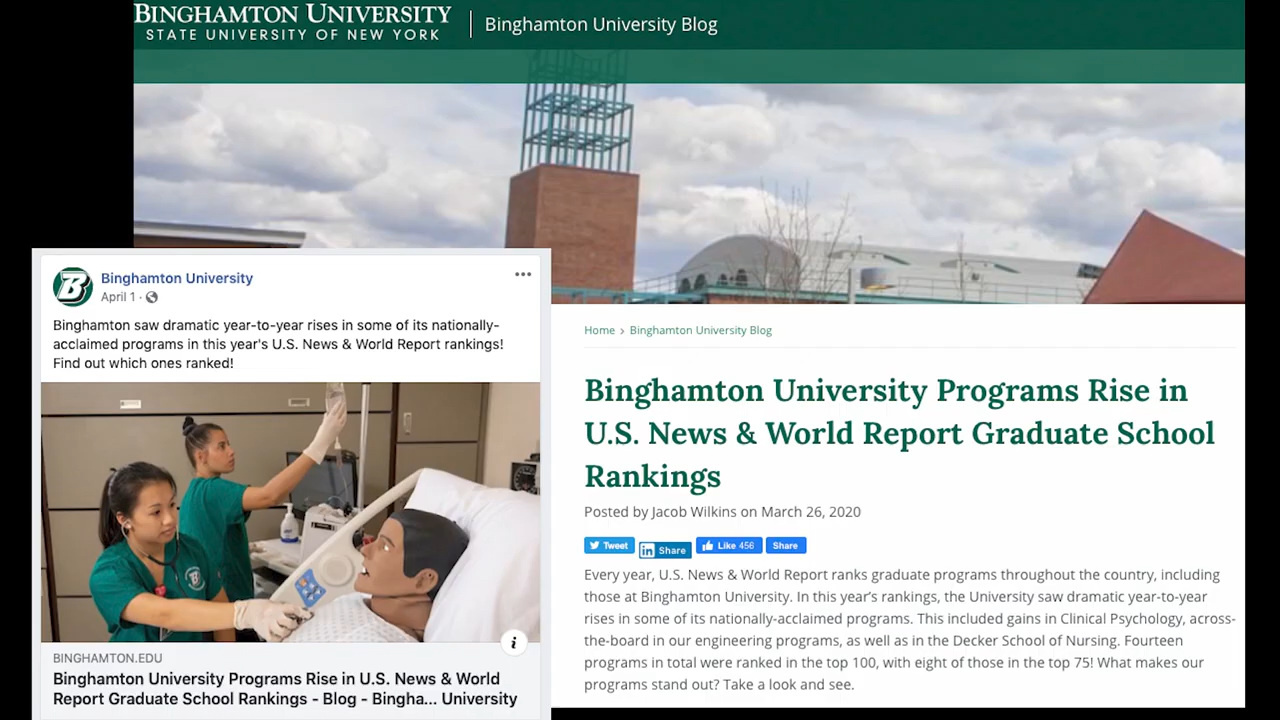 BINGHAMTON UNIVERSITY
STATE UNIVERSITY OF NEW YORK
Binghamton University Blog
Binghamton University
April 1 ·
Binghamton saw dramatic year-to-year rises in some of its nationally-
acclaimed programs in this year's U.S. News & World Report rankings!
Find out which ones ranked!
B
i
BINGHAMTON.EDU
Binghamton University Programs Rise in U.S. News & World
Report Graduate School Rankings - Blog - Bingha... University
Home › Binghamton University Blog
Binghamton University Programs Rise in
U.S. News & World Report Graduate School
Rankings
Posted by Jacob Wilkins on March 26, 2020
Tweet in Share Like 456 Share
Every year, U.S. News & World Report ranks graduate programs throughout the country, including
those at Binghamton University. In this year's rankings, the University saw dramatic year-to-year
rises in some of its nationally-acclaimed programs. This included gains in Clinical Psychology, across-
the-board in our engineering programs, as well as in the Decker School of Nursing. Fourteen
programs in total were ranked in the top 100, with eight of those in the top 75! What makes our
programs stand out? Take a look and see.